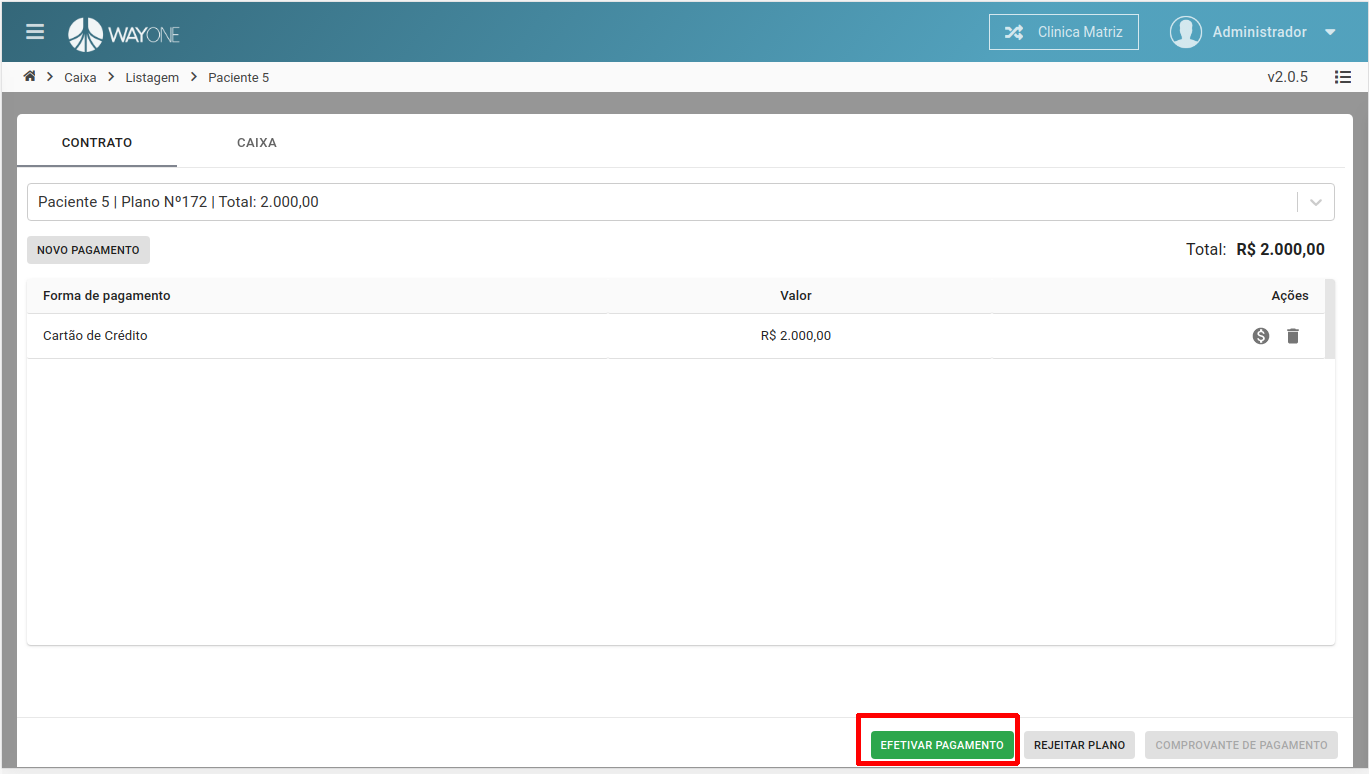 WAYONE
Clinica Matriz
Administrador
Caixa
Listagem
Paciente 5
v2.0.5
CONTRATO
CAIXA
Paciente 5 | Plano Nº172 | Total: 2.000,00
NOVO PAGAMENTO
Total: R$ 2.000,00
Forma de pagamento Valor Ações
Cartão de Crédito R$ 2.000,00
EFETIVAR PAGAMENTO
REJEITAR PLANO
COMPROVANTE DE PAGAMENTO